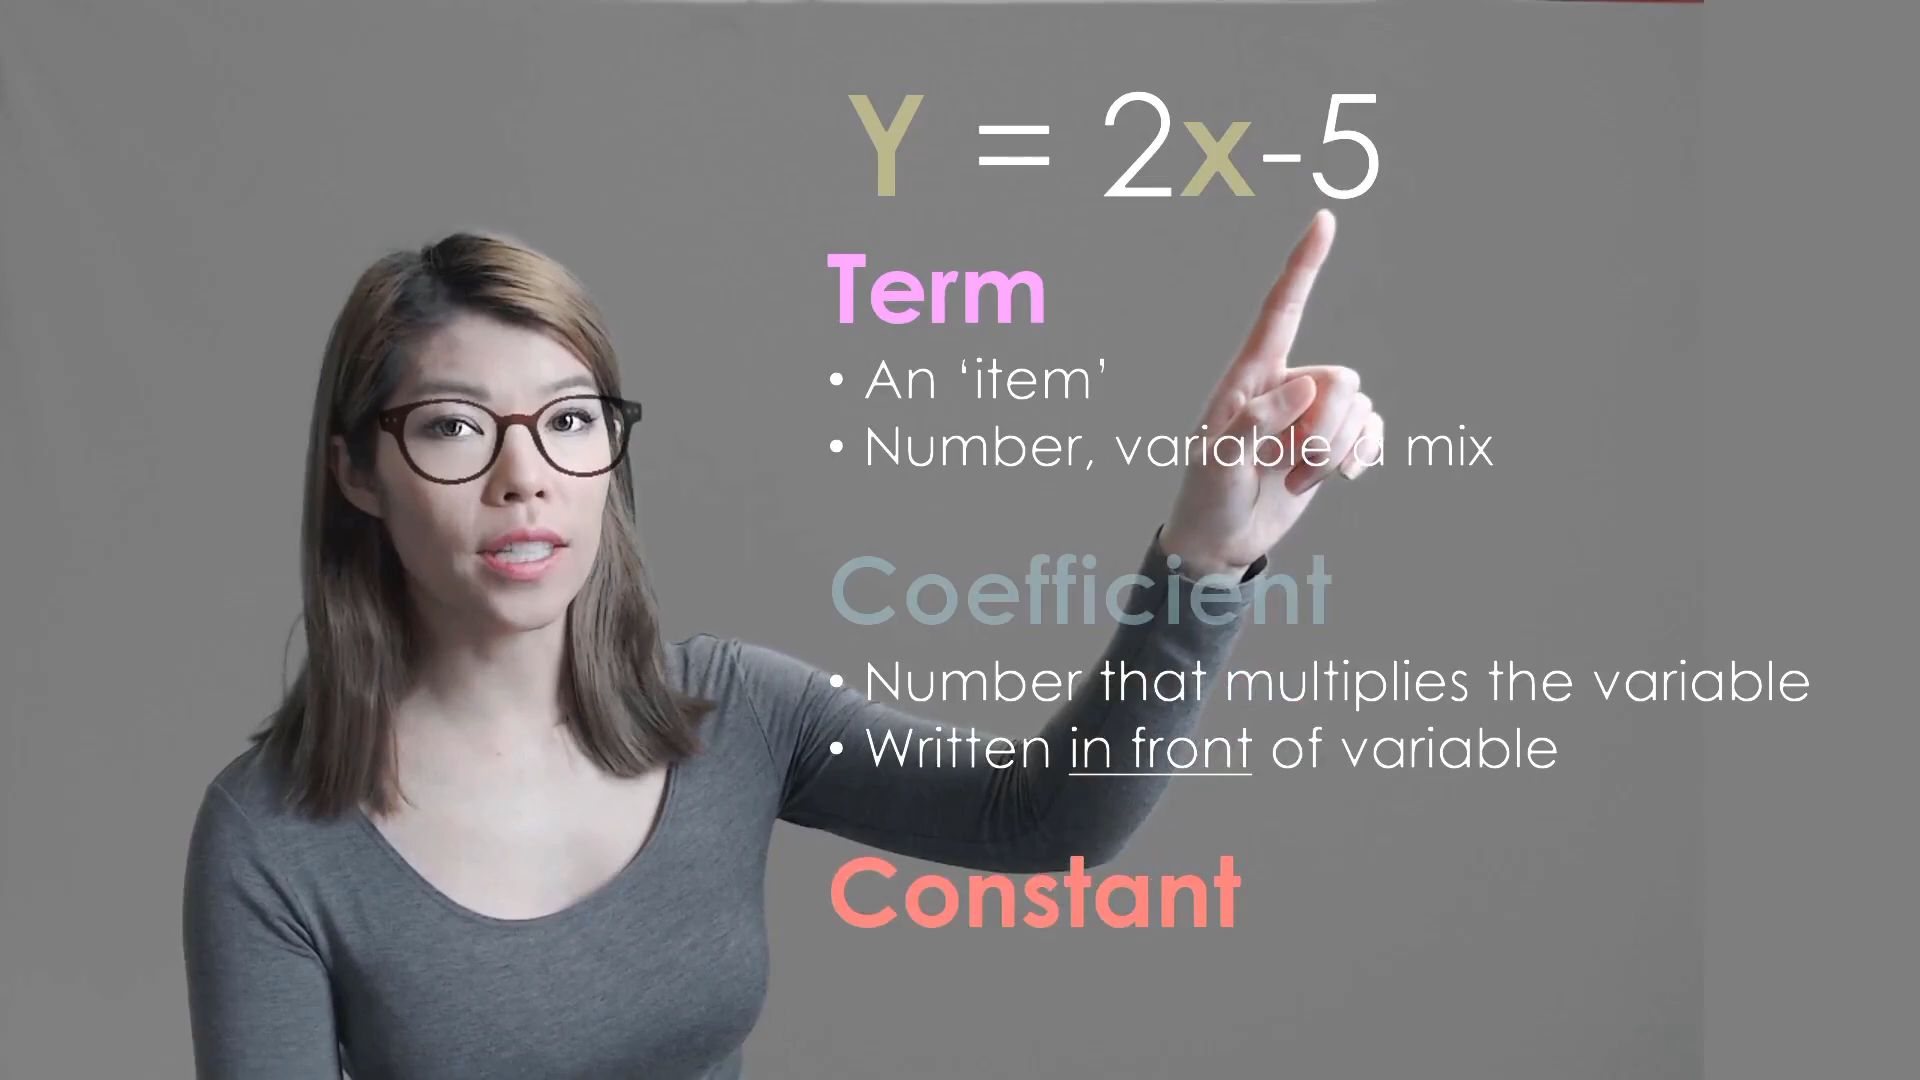 Y = 2x-5
Term
• An ‘item’
• Number, variable a mix
Coefficient
• Number that multiplies the variable
• Written in front of variable
Constant